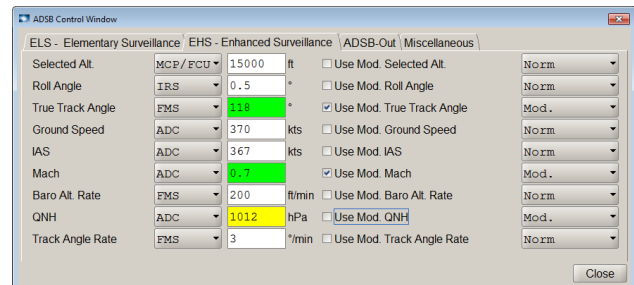 ADSB Control Window
ELS - Elementary Surveillance EHS - Enhanced Surveillance ADSB-Out Miscellaneous
Selected Alt. MCP/FCU 15000 ft Use Mod. Selected Alt. Norm
Roll Angle IRS 0.5 ° Use Mod. Roll Angle Norm
True Track Angle FMS 118 ° Use Mod. True Track Angle Mod.
Ground Speed ADC 370 kts Use Mod. Ground Speed Norm
IAS ADC 367 kts Use Mod. IAS Norm
Mach ADC 0.7 Use Mod. Mach Mod.
Baro Alt. Rate FMS 200 ft/min Use Mod. Baro Alt. Rate Norm
QNH ADC 1012 hPa Use Mod. QNH Mod.
Track Angle Rate FMS 3 °/min Use Mod. Track Angle Rate Norm
Close